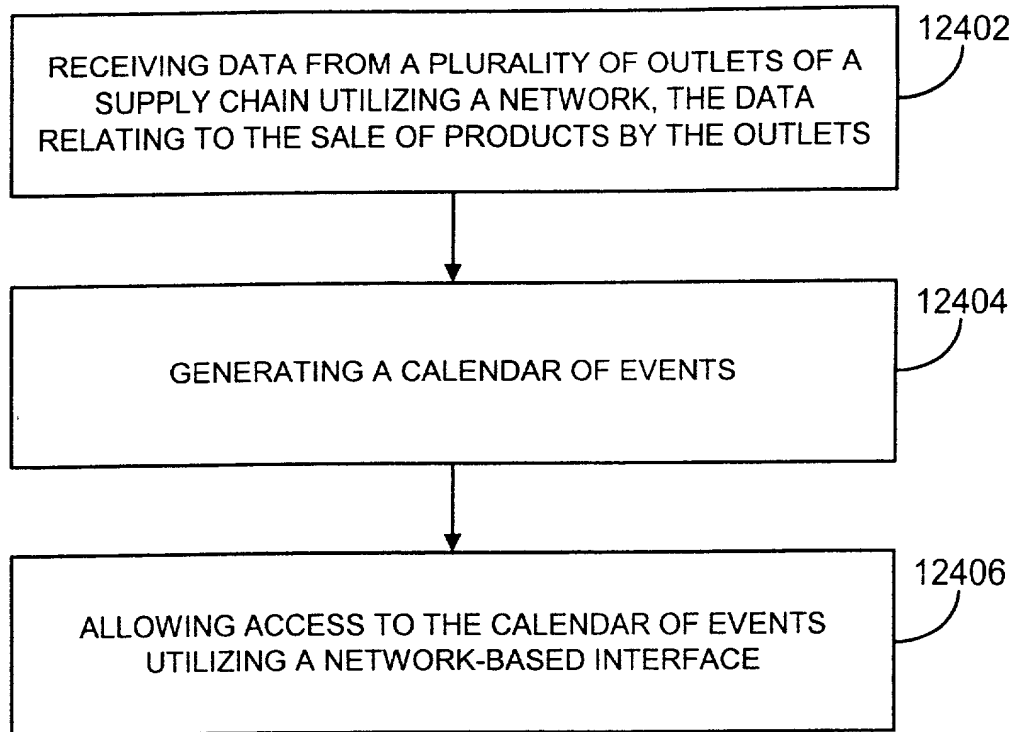 12402
RECEIVING DATA FROM A PLURALITY OF OUTLETS OF A
SUPPLY CHAIN UTILIZING A NETWORK, THE DATA
RELATING TO THE SALE OF PRODUCTS BY THE OUTLETS
12404
GENERATING A CALENDAR OF EVENTS
12406
ALLOWING ACCESS TO THE CALENDAR OF EVENTS
UTILIZING A NETWORK-BASED INTERFACE